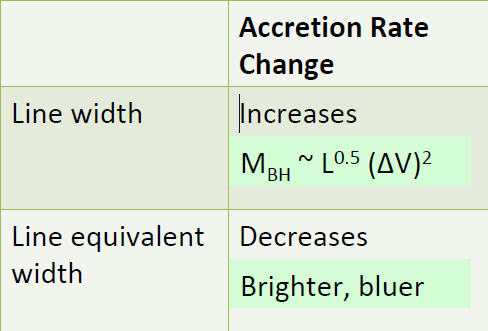 Accretion Rate
Change
Line width
Increases
M_BH ~ L^0.5 (ΔV)^2
Line equivalent
width
Decreases
Brighter, bluer